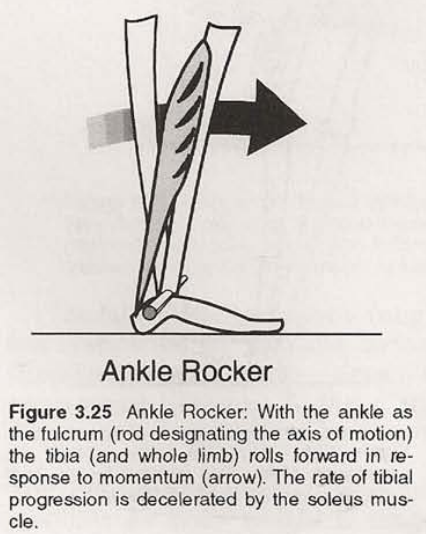 Ankle Rocker
Figure 3.25 Ankle Rocker: With the ankle as
the fulcrum (rod designating the axis of motion)
the tibia (and whole limb) rolls forward in re-
sponse to momentum (arrow). The rate of tibial
progression is decelerated by the soleus mus-
cle.